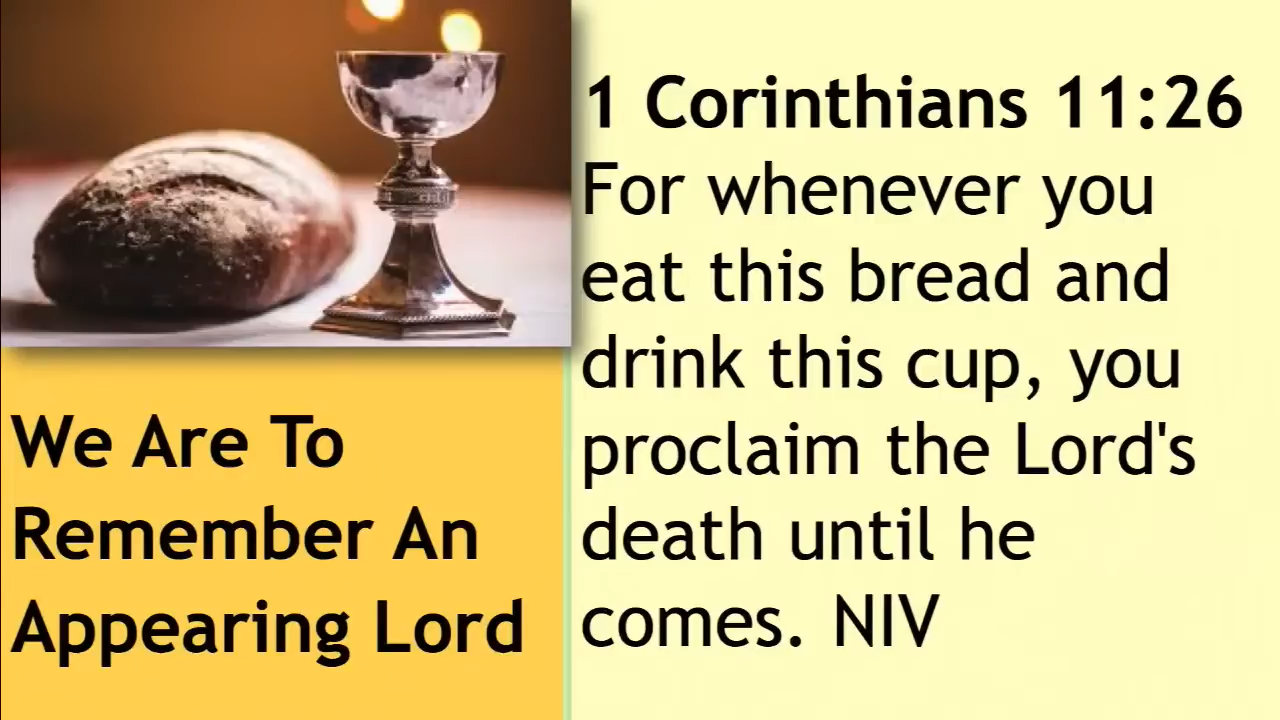 We Are To
Remember An
Appearing Lord
1 Corinthians 11:26
For whenever you
eat this bread and
drink this cup, you
proclaim the Lord's
death until he
comes. NIV